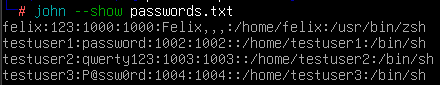 # john --show passwords.txt
felix:123:1000:1000:Felix,,,:/home/felix:/usr/bin/zsh
testuser1:password:1002:1002::/home/testuser1:/bin/sh
testuser2:qwerty123:1003:1003::/home/testuser2:/bin/sh
testuser3:P@ssw0rd:1004:1004::/home/testuser3:/bin/sh